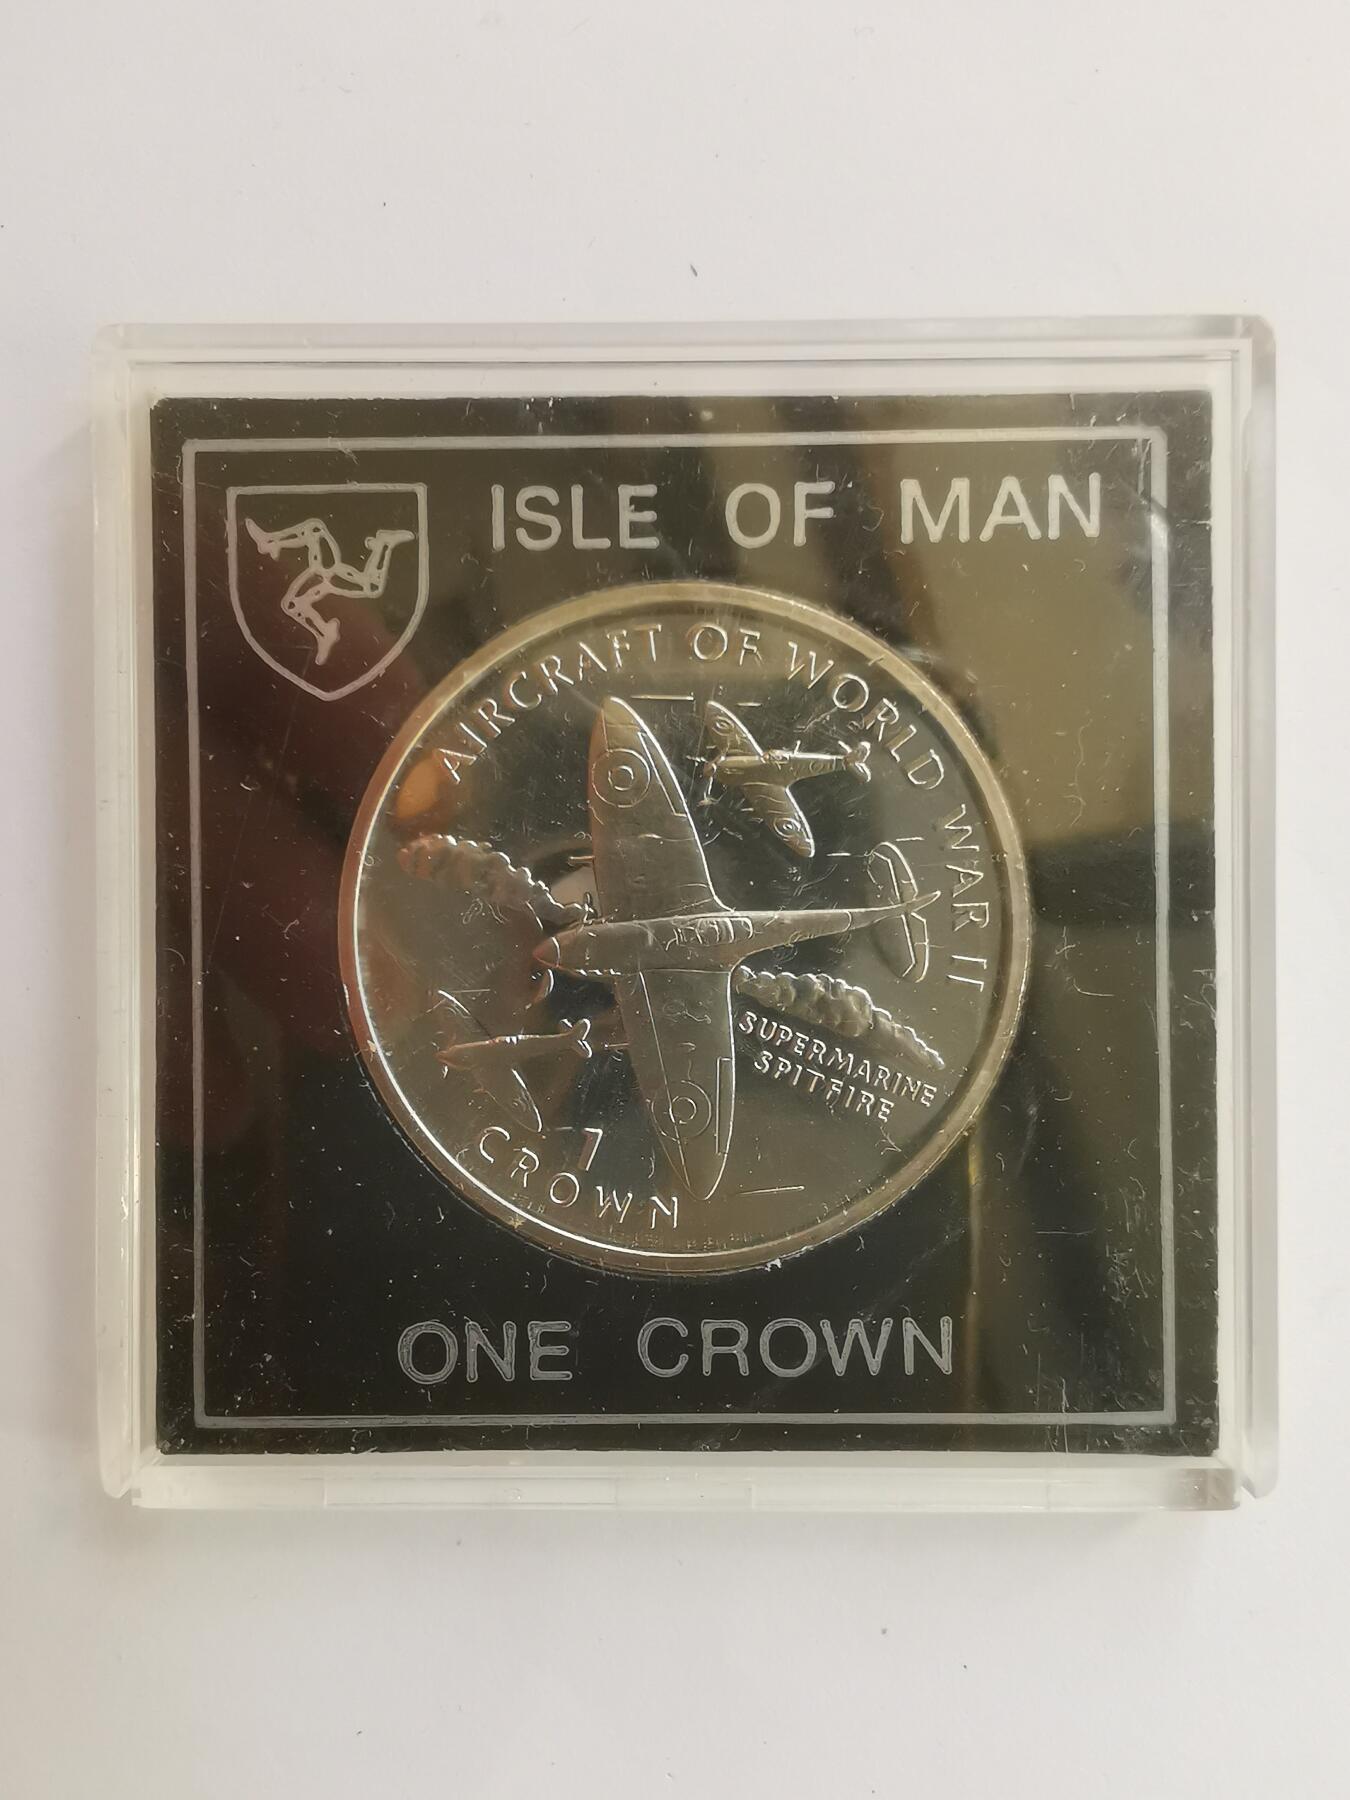 ISLE OF MAN
AIRCRAFT OF WORLD WAR II
SUPERMARINE
SPITFIRE
1
CROWN
ONE CROWN